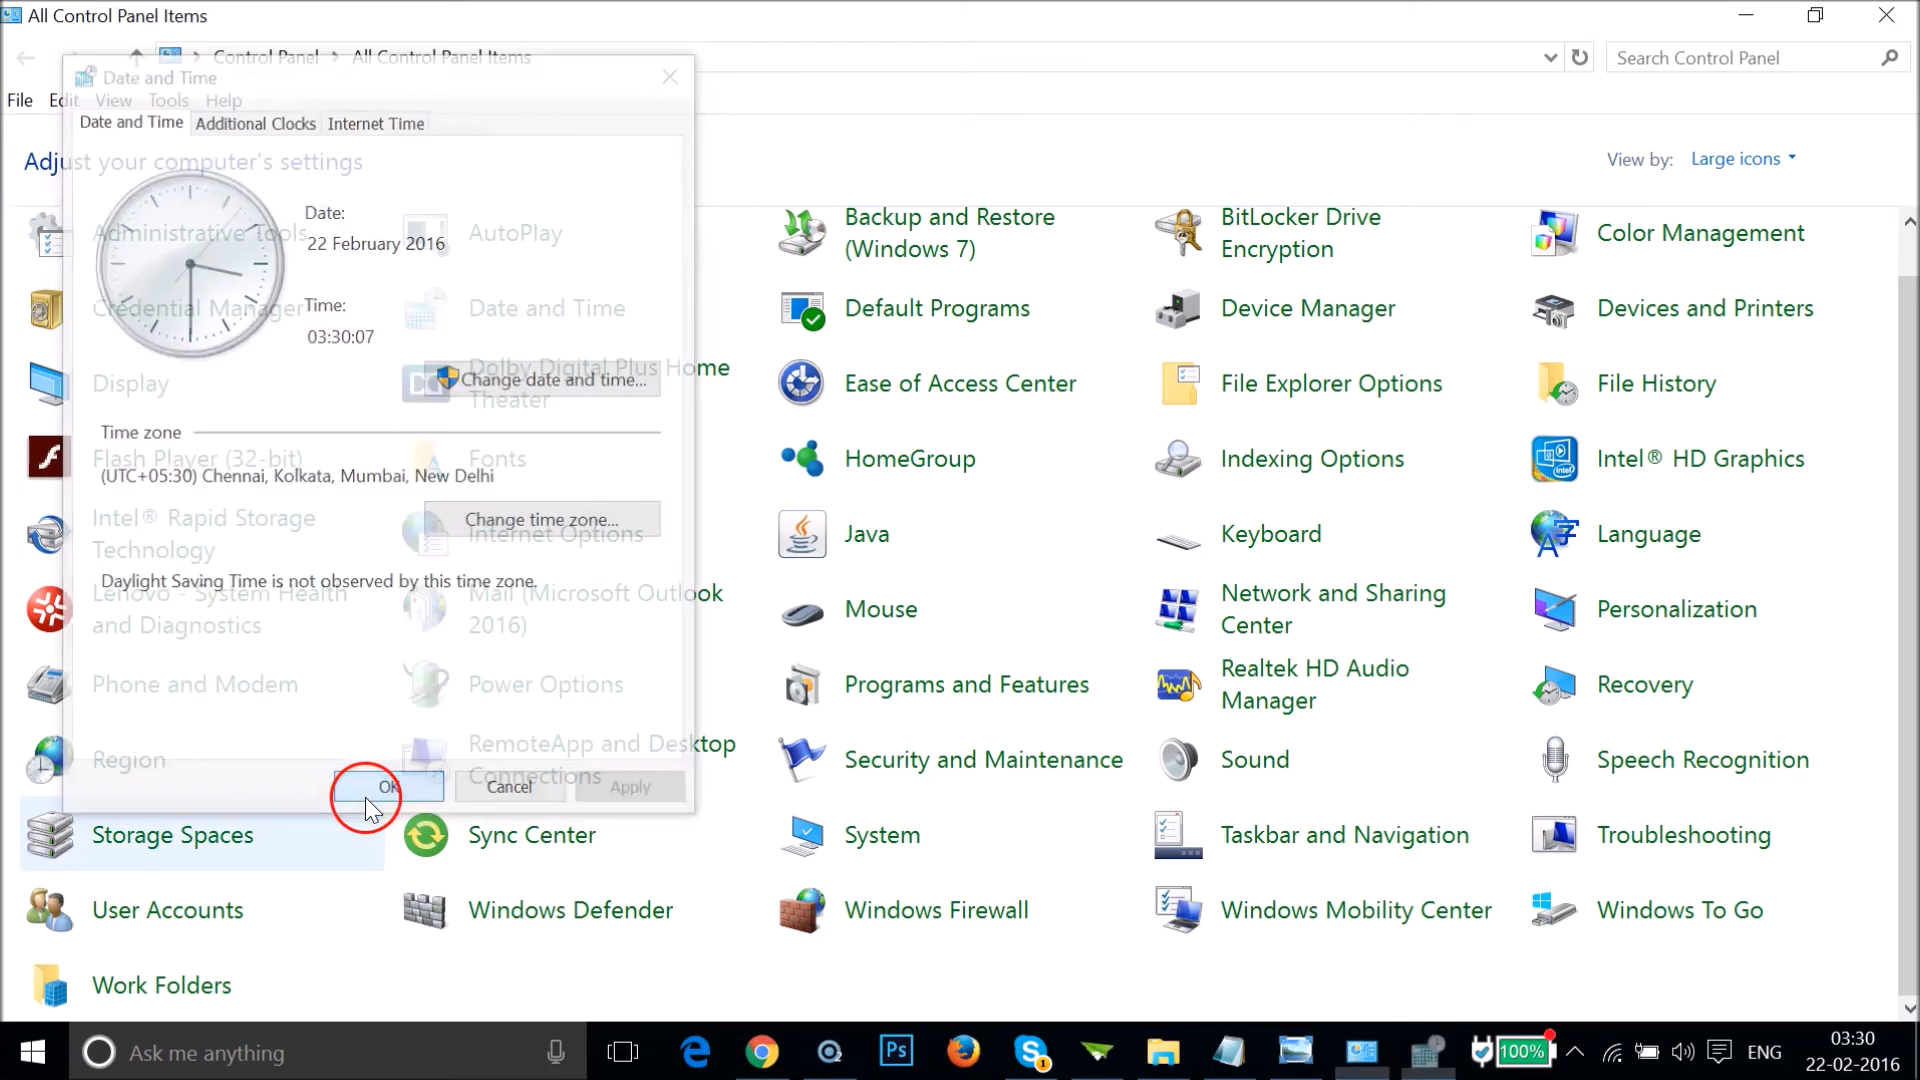 All Control Panel Items
Control Panel > All Control Panel Items
Search Control Panel
Date and Time
File Edit View Tools Help
Date and Time Additional Clocks Internet Time
Adjust your computer's settings
View by: Large icons
Date:
22 February 2016
Time:
03:30:07
Change date and time...
Time zone
(UTC+05:30) Chennai, Kolkata, Mumbai, New Delhi
Change time zone...
Daylight Saving Time is not observed by this time zone.
OK Cancel Apply
Administrative Tools
AutoPlay
Backup and Restore
(Windows 7)
BitLocker Drive
Encryption
Color Management
Credential Manager
Date and Time
Default Programs
Device Manager
Devices and Printers
Display
Dolby Digital Plus Home
Theater
Ease of Access Center
File Explorer Options
File History
Flash Player (32-bit)
Fonts
HomeGroup
Indexing Options
Intel® HD Graphics
Intel® Rapid Storage
Technology
Internet Options
Java
Keyboard
Language
Lenovo - System Health
and Diagnostics
Mail (Microsoft Outlook
2016)
Mouse
Network and Sharing
Center
Personalization
Phone and Modem
Power Options
Programs and Features
Realtek HD Audio
Manager
Recovery
Region
RemoteApp and Desktop
Connections
Security and Maintenance
Sound
Speech Recognition
Storage Spaces
Sync Center
System
Taskbar and Navigation
Troubleshooting
User Accounts
Windows Defender
Windows Firewall
Windows Mobility Center
Windows To Go
Work Folders
Ask me anything
Ps
1
100%
ENG
03:30
22-02-2016